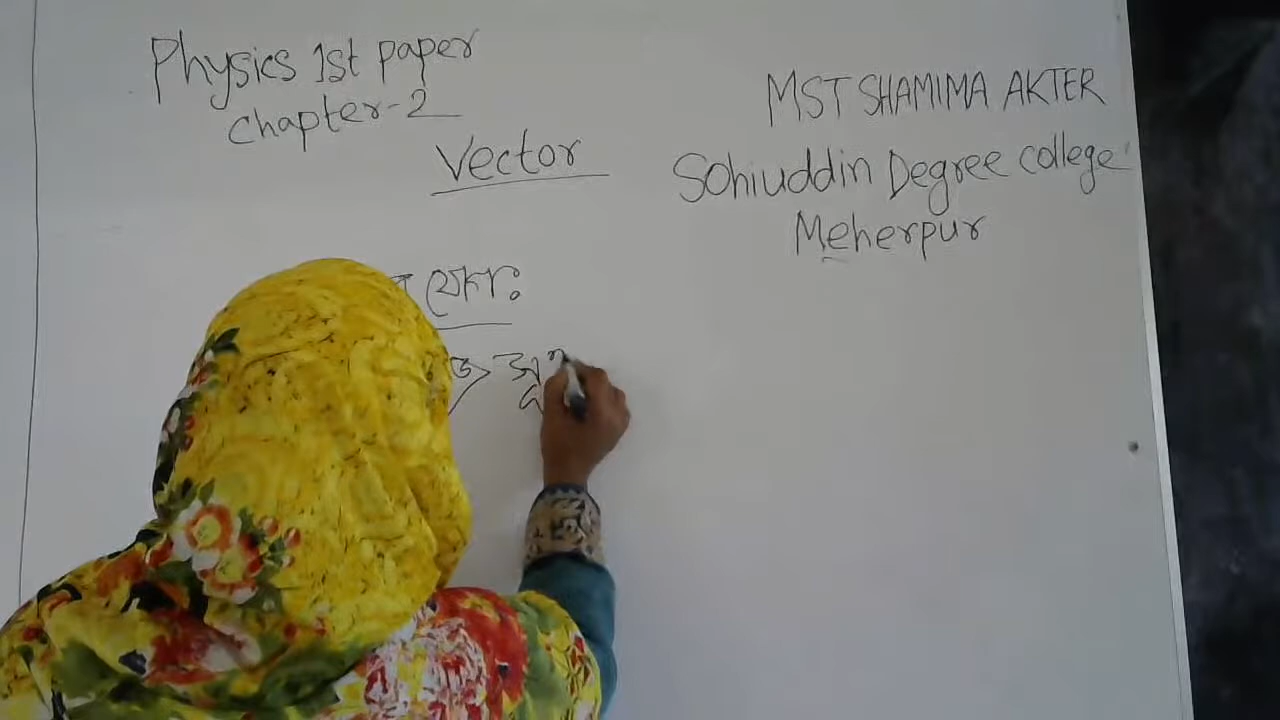 Physics 1st paper
chapter-2
Vector
MST SHAMIMA AKTER
Sohiuddin Degree college
Meherpur
যোগ: